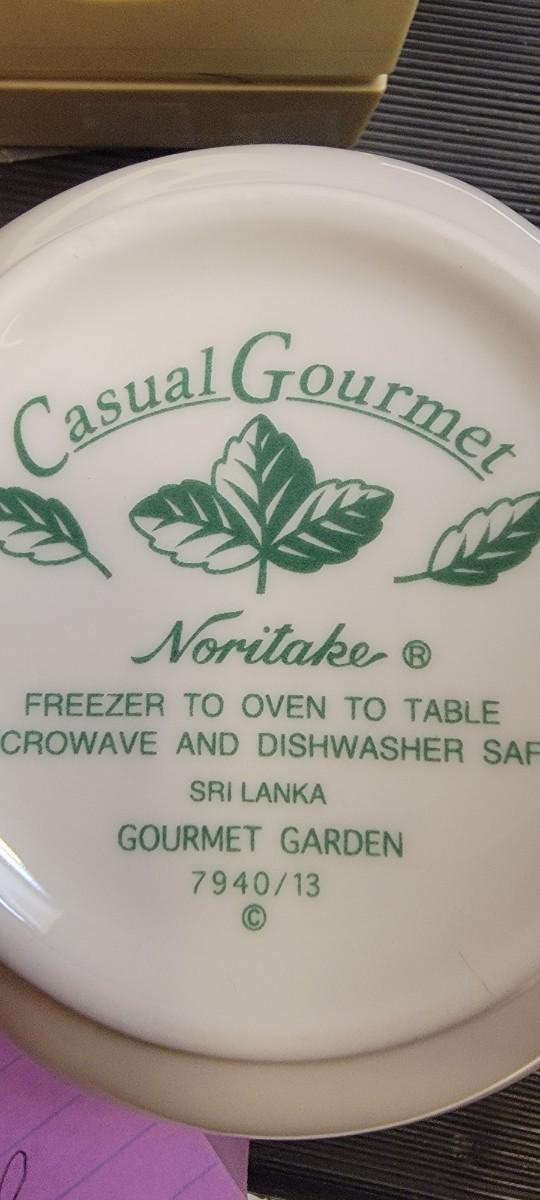 Casual Gourmet
Noritake ®
FREEZER TO OVEN TO TABLE
CROWAVE AND DISHWASHER SAF
SRI LANKA
GOURMET GARDEN
7940/13
©